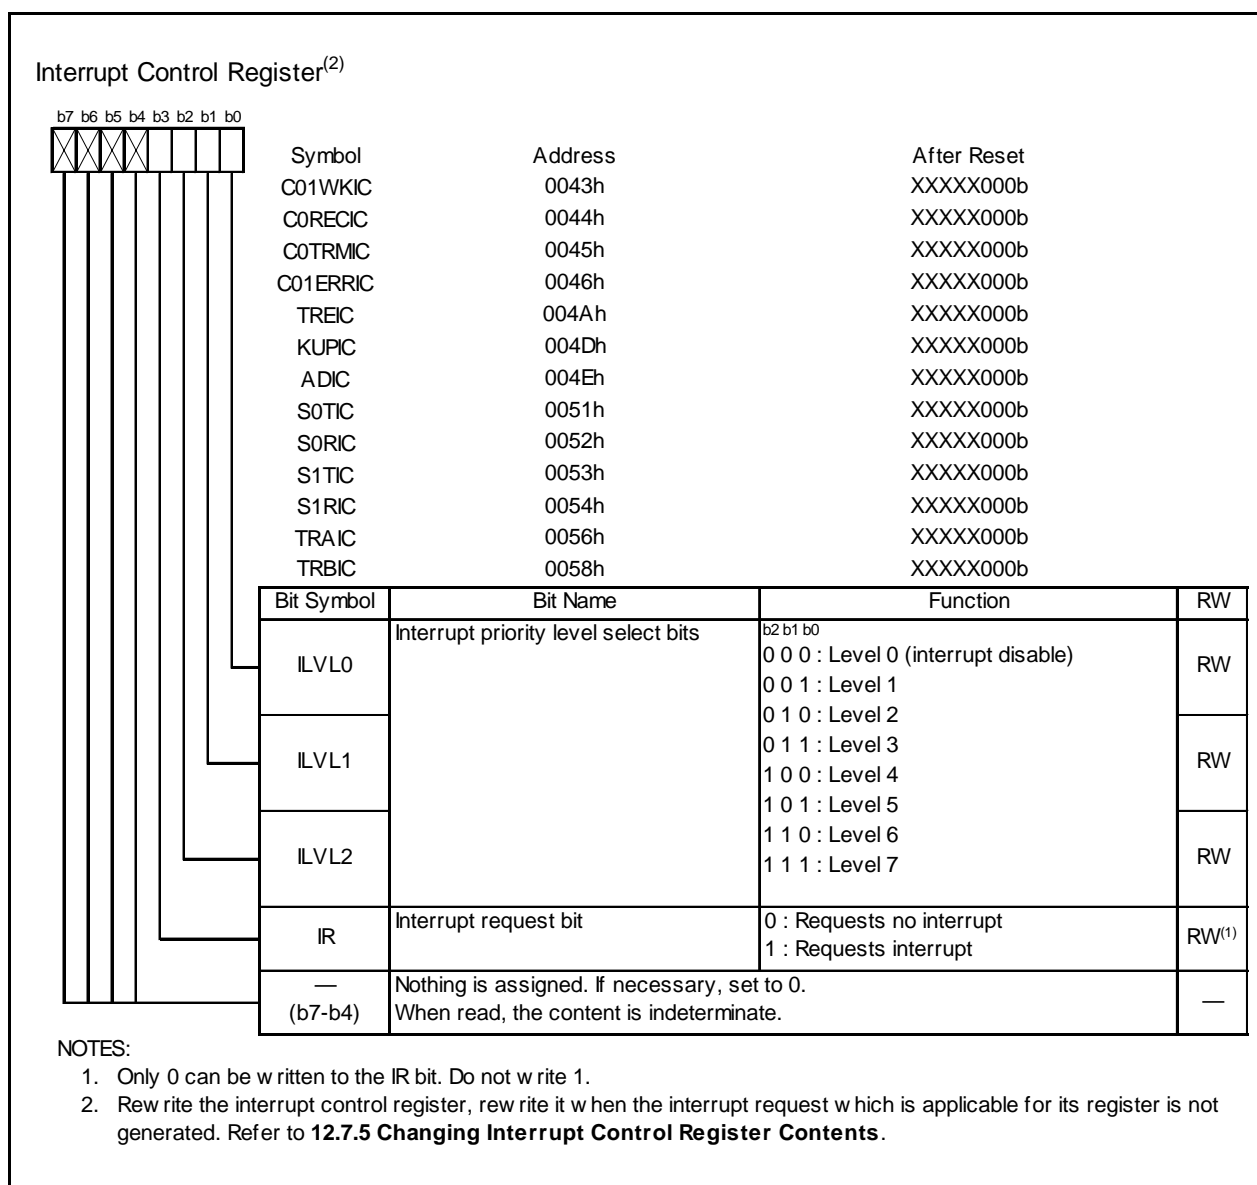 Interrupt Control Register(2)
b7 b6 b5 b4 b3 b2 b1 b0
Symbol Address After Reset
C01WKIC 0043h XXXXX000b
C0RECIC 0044h XXXXX000b
C0TRMIC 0045h XXXXX000b
C01ERRIC 0046h XXXXX000b
TREIC 004Ah XXXXX000b
KUPIC 004Dh XXXXX000b
ADIC 004Eh XXXXX000b
S0TIC 0051h XXXXX000b
S0RIC 0052h XXXXX000b
S1TIC 0053h XXXXX000b
S1RIC 0054h XXXXX000b
TRAIC 0056h XXXXX000b
TRBIC 0058h XXXXX000b
Bit Symbol Bit Name Function RW
Interrupt priority level select bits b2 b1 b0
0 0 0 : Level 0 (interrupt disable)
ILVL0 RW
0 0 1 : Level 1
0 1 0 : Level 2
0 1 1 : Level 3
ILVL1 RW
1 0 0 : Level 4
1 0 1 : Level 5
1 1 0 : Level 6
ILVL2 RW
1 1 1 : Level 7
Interrupt request bit 0 : Requests no interrupt
IR RW(1)
1 : Requests interrupt
— Nothing is assigned. If necessary, set to 0. —
(b7-b4) When read, the content is indeterminate.
NOTES:
1. Only 0 can be written to the IR bit. Do not write 1.
2. Rewrite the interrupt control register, rewrite it when the interrupt request which is applicable for its register is not
generated. Refer to 12.7.5 Changing Interrupt Control Register Contents.